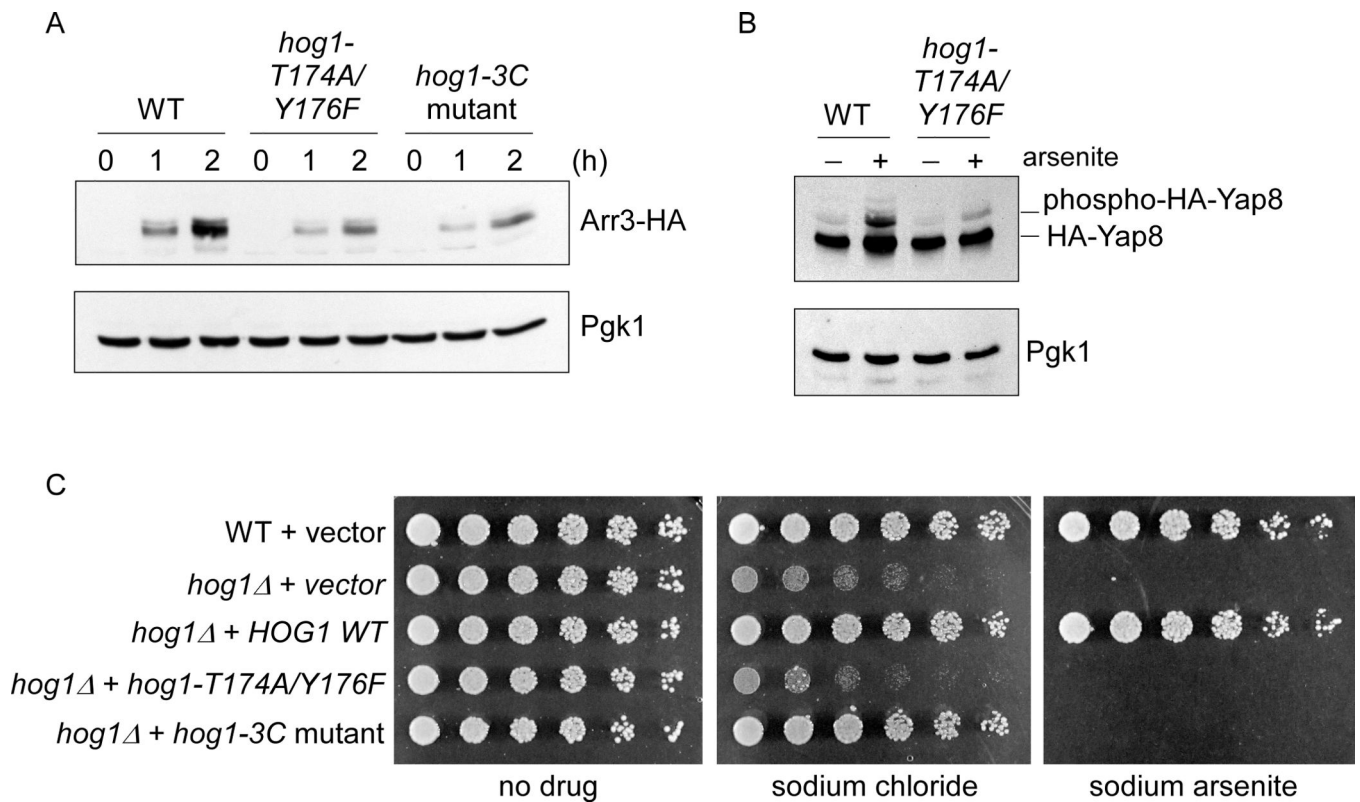 A
WT
hog1-
T174A/
Y176F
hog1-3C
mutant
0 1 2 0 1 2 0 1 2 (h)
Arr3-HA
Pgk1
B
WT
hog1-
T174A/
Y176F
– + – + arsenite
phospho-HA-Yap8
HA-Yap8
Pgk1
C
WT + vector
hog1Δ + vector
hog1Δ + HOG1 WT
hog1Δ + hog1-T174A/Y176F
hog1Δ + hog1-3C mutant
no drug
sodium chloride
sodium arsenite